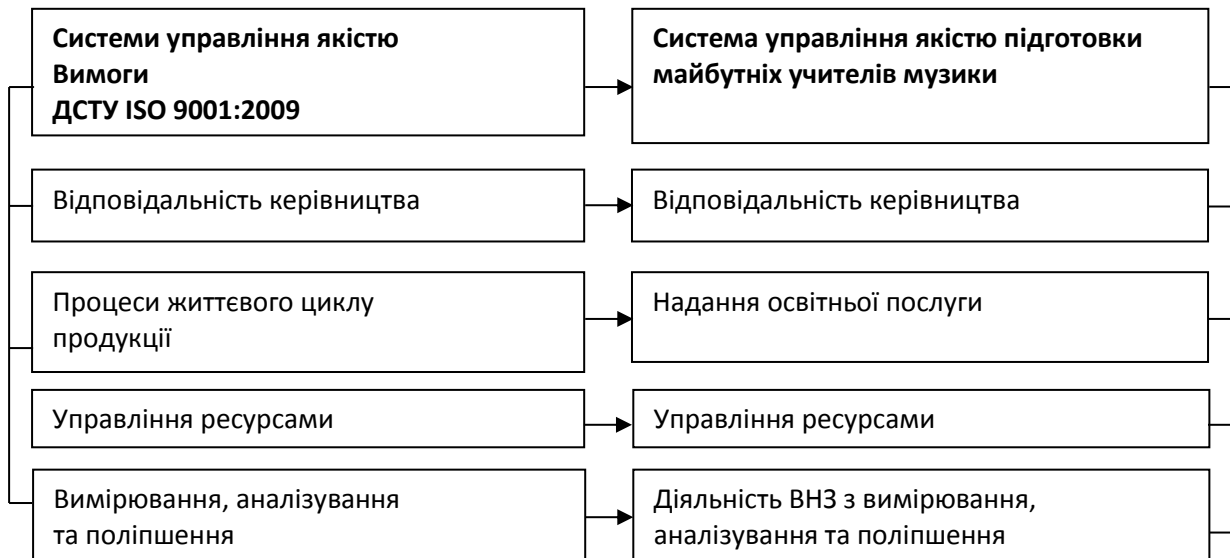 Системи управління якістю
Вимоги
ДСТУ ISO 9001:2009
Система управління якістю підготовки
майбутніх учителів музики
Відповідальність керівництва
Відповідальність керівництва
Процеси життєвого циклу
продукції
Надання освітньої послуги
Управління ресурсами
Управління ресурсами
Вимірювання, аналізування
та поліпшення
Діяльність ВНЗ з вимірювання,
аналізування та поліпшення